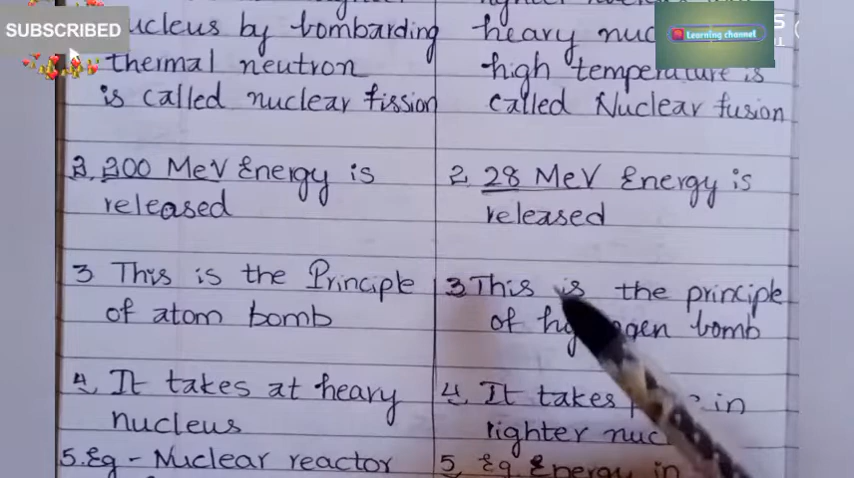 SUBSCRIBED
Learning channel
nucleus by bombarding
thermal neutron
is called nuclear fission
2. 200 MeV Energy is
released
3 This is the Principle
of atom bomb
4. It takes at heavy
nucleus
5. Eg - Nuclear reactor
heavy
high temperature is
called Nuclear fusion
2. 28 MeV Energy is
released
3 This is the principle
of bomb
4. It takes in
lighter
5. Eg. Energy in